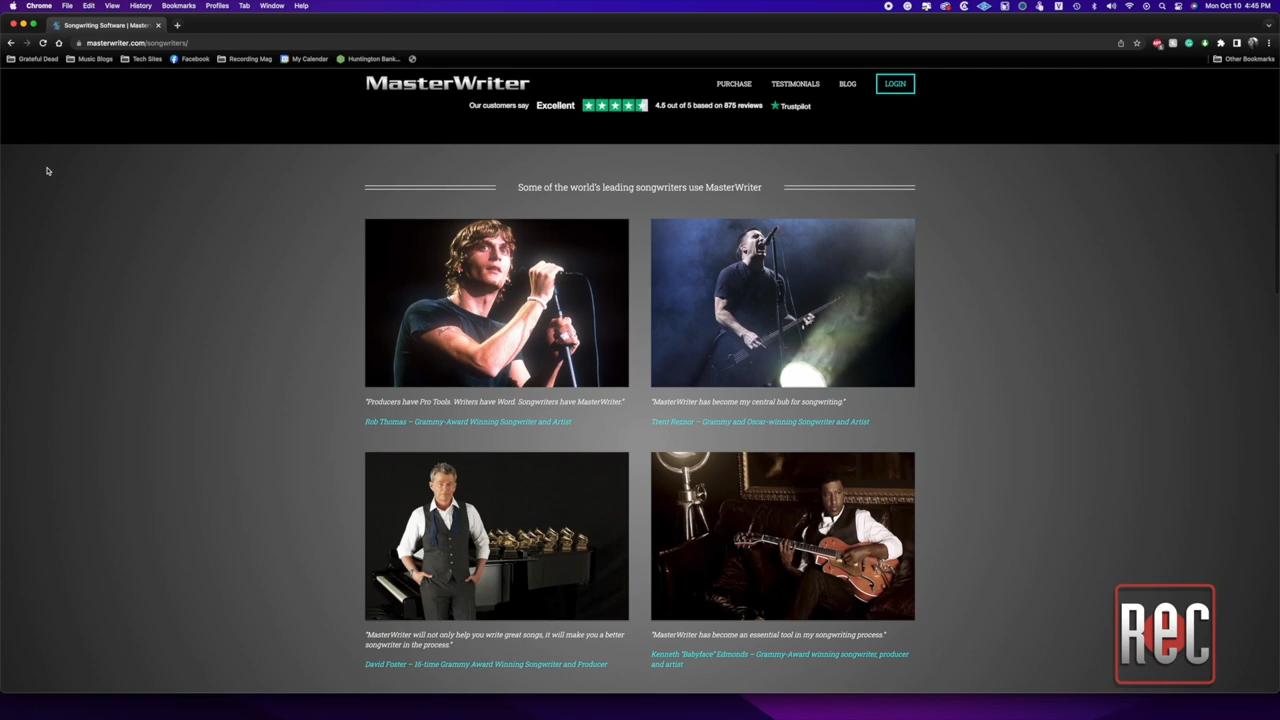 Chrome File Edit View History Bookmarks Profiles Tab Window Help
Mon Oct 10 4:45 PM
Songwriting Software | Master
masterwriter.com/songwriters/
Grateful Dead Music Blogs Tech Sites Facebook Recording Mag My Calendar Huntington Bank... Other Bookmarks
MasterWriter
PURCHASE TESTIMONIALS BLOG LOGIN
Our customers say Excellent 4.5 out of 5 based on 875 reviews Trustpilot
Some of the world's leading songwriters use MasterWriter
"Producers have Pro Tools. Writers have Word. Songwriters have MasterWriter."
Rob Thomas – Grammy-Award Winning Songwriter and Artist
"MasterWriter has become my central hub for songwriting."
Trent Reznor – Grammy and Oscar-winning Songwriter and Artist
"MasterWriter will not only help you write great songs, it will make you a better
songwriter in the process."
David Foster – 16-time Grammy Award Winning Songwriter and Producer
"MasterWriter has become an essential tool in my songwriting process."
Kenneth "Babyface" Edmonds – Grammy-Award winning songwriter, producer
and artist
ReC